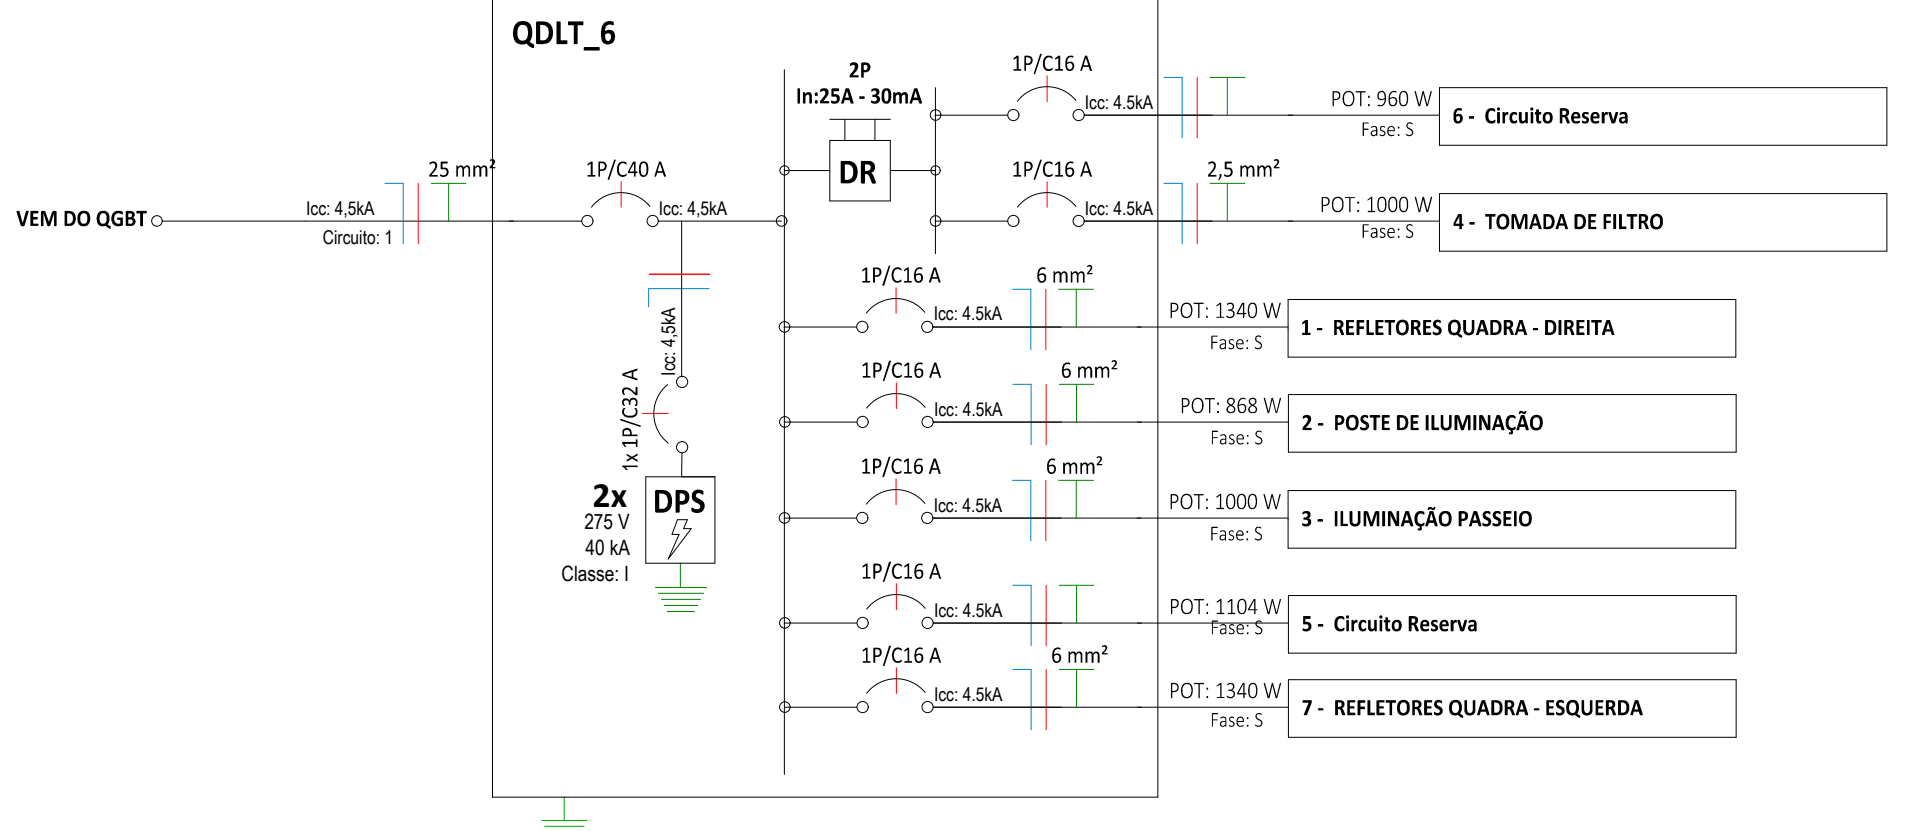 QDLT_6
2P
In:25A - 30mA
DR
1P/C16 A
Icc: 4.5kA
POT: 960 W
Fase: S
6 - Circuito Reserva
1P/C16 A
Icc: 4.5kA
2,5 mm²
POT: 1000 W
Fase: S
4 - TOMADA DE FILTRO
VEM DO QGBT
Icc: 4,5kA
Circuito: 1
25 mm²
1P/C40 A
Icc: 4,5kA
Icc: 4,5kA
1x 1P/C32 A
2x
275 V
40 kA
Classe: I
DPS
1P/C16 A
Icc: 4.5kA
6 mm²
POT: 1340 W
Fase: S
1 - REFLETORES QUADRA - DIREITA
1P/C16 A
Icc: 4.5kA
6 mm²
POT: 868 W
Fase: S
2 - POSTE DE ILUMINAÇÃO
1P/C16 A
Icc: 4.5kA
6 mm²
POT: 1000 W
Fase: S
3 - ILUMINAÇÃO PASSEIO
1P/C16 A
Icc: 4.5kA
POT: 1104 W
Fase: S
5 - Circuito Reserva
1P/C16 A
Icc: 4.5kA
6 mm²
POT: 1340 W
Fase: S
7 - REFLETORES QUADRA - ESQUERDA